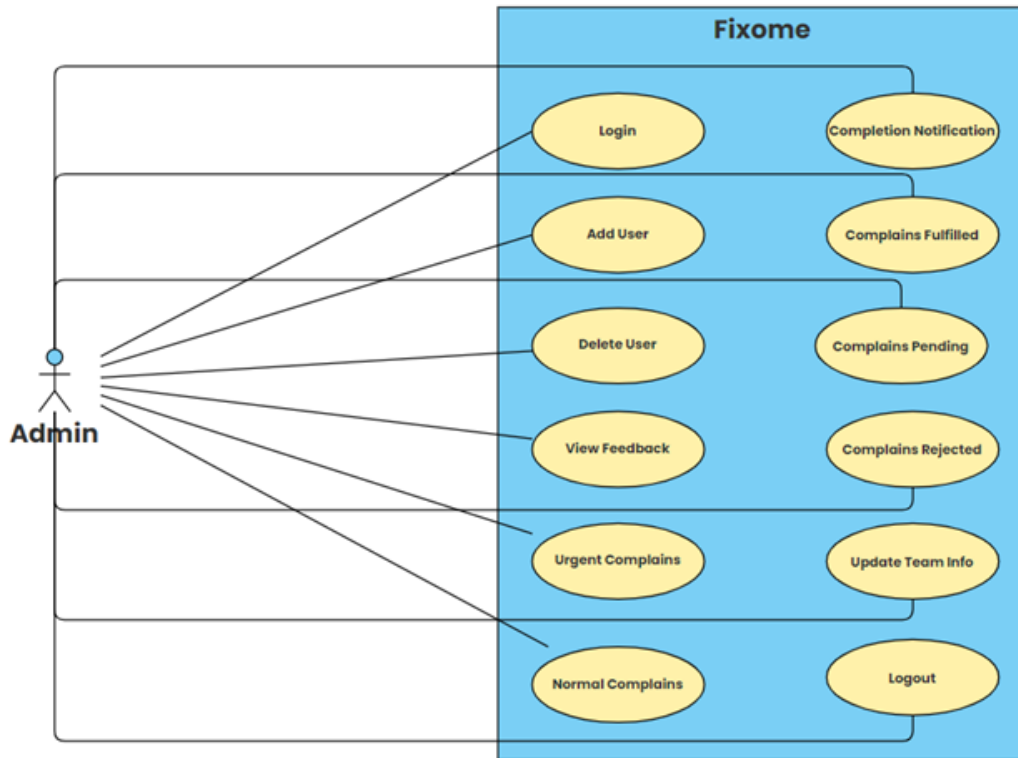 Fixome
Login
Completion Notification
Add User
Complains Fulfilled
Delete User
Complains Pending
Admin
View Feedback
Complains Rejected
Urgent Complains
Update Team Info
Normal Complains
Logout